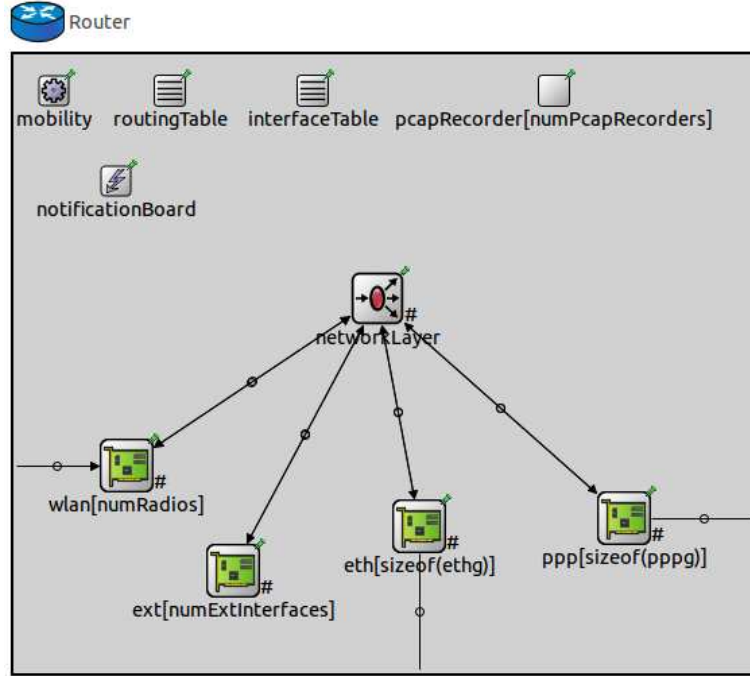 Router
mobility
routingTable
interfaceTable
pcapRecorder[numPcapRecorders]
notificationBoard
#
networkLayer
#
wlan[numRadios]
#
eth[sizeof(ethg)]
#
ppp[sizeof(pppg)]
#
ext[numExtInterfaces]